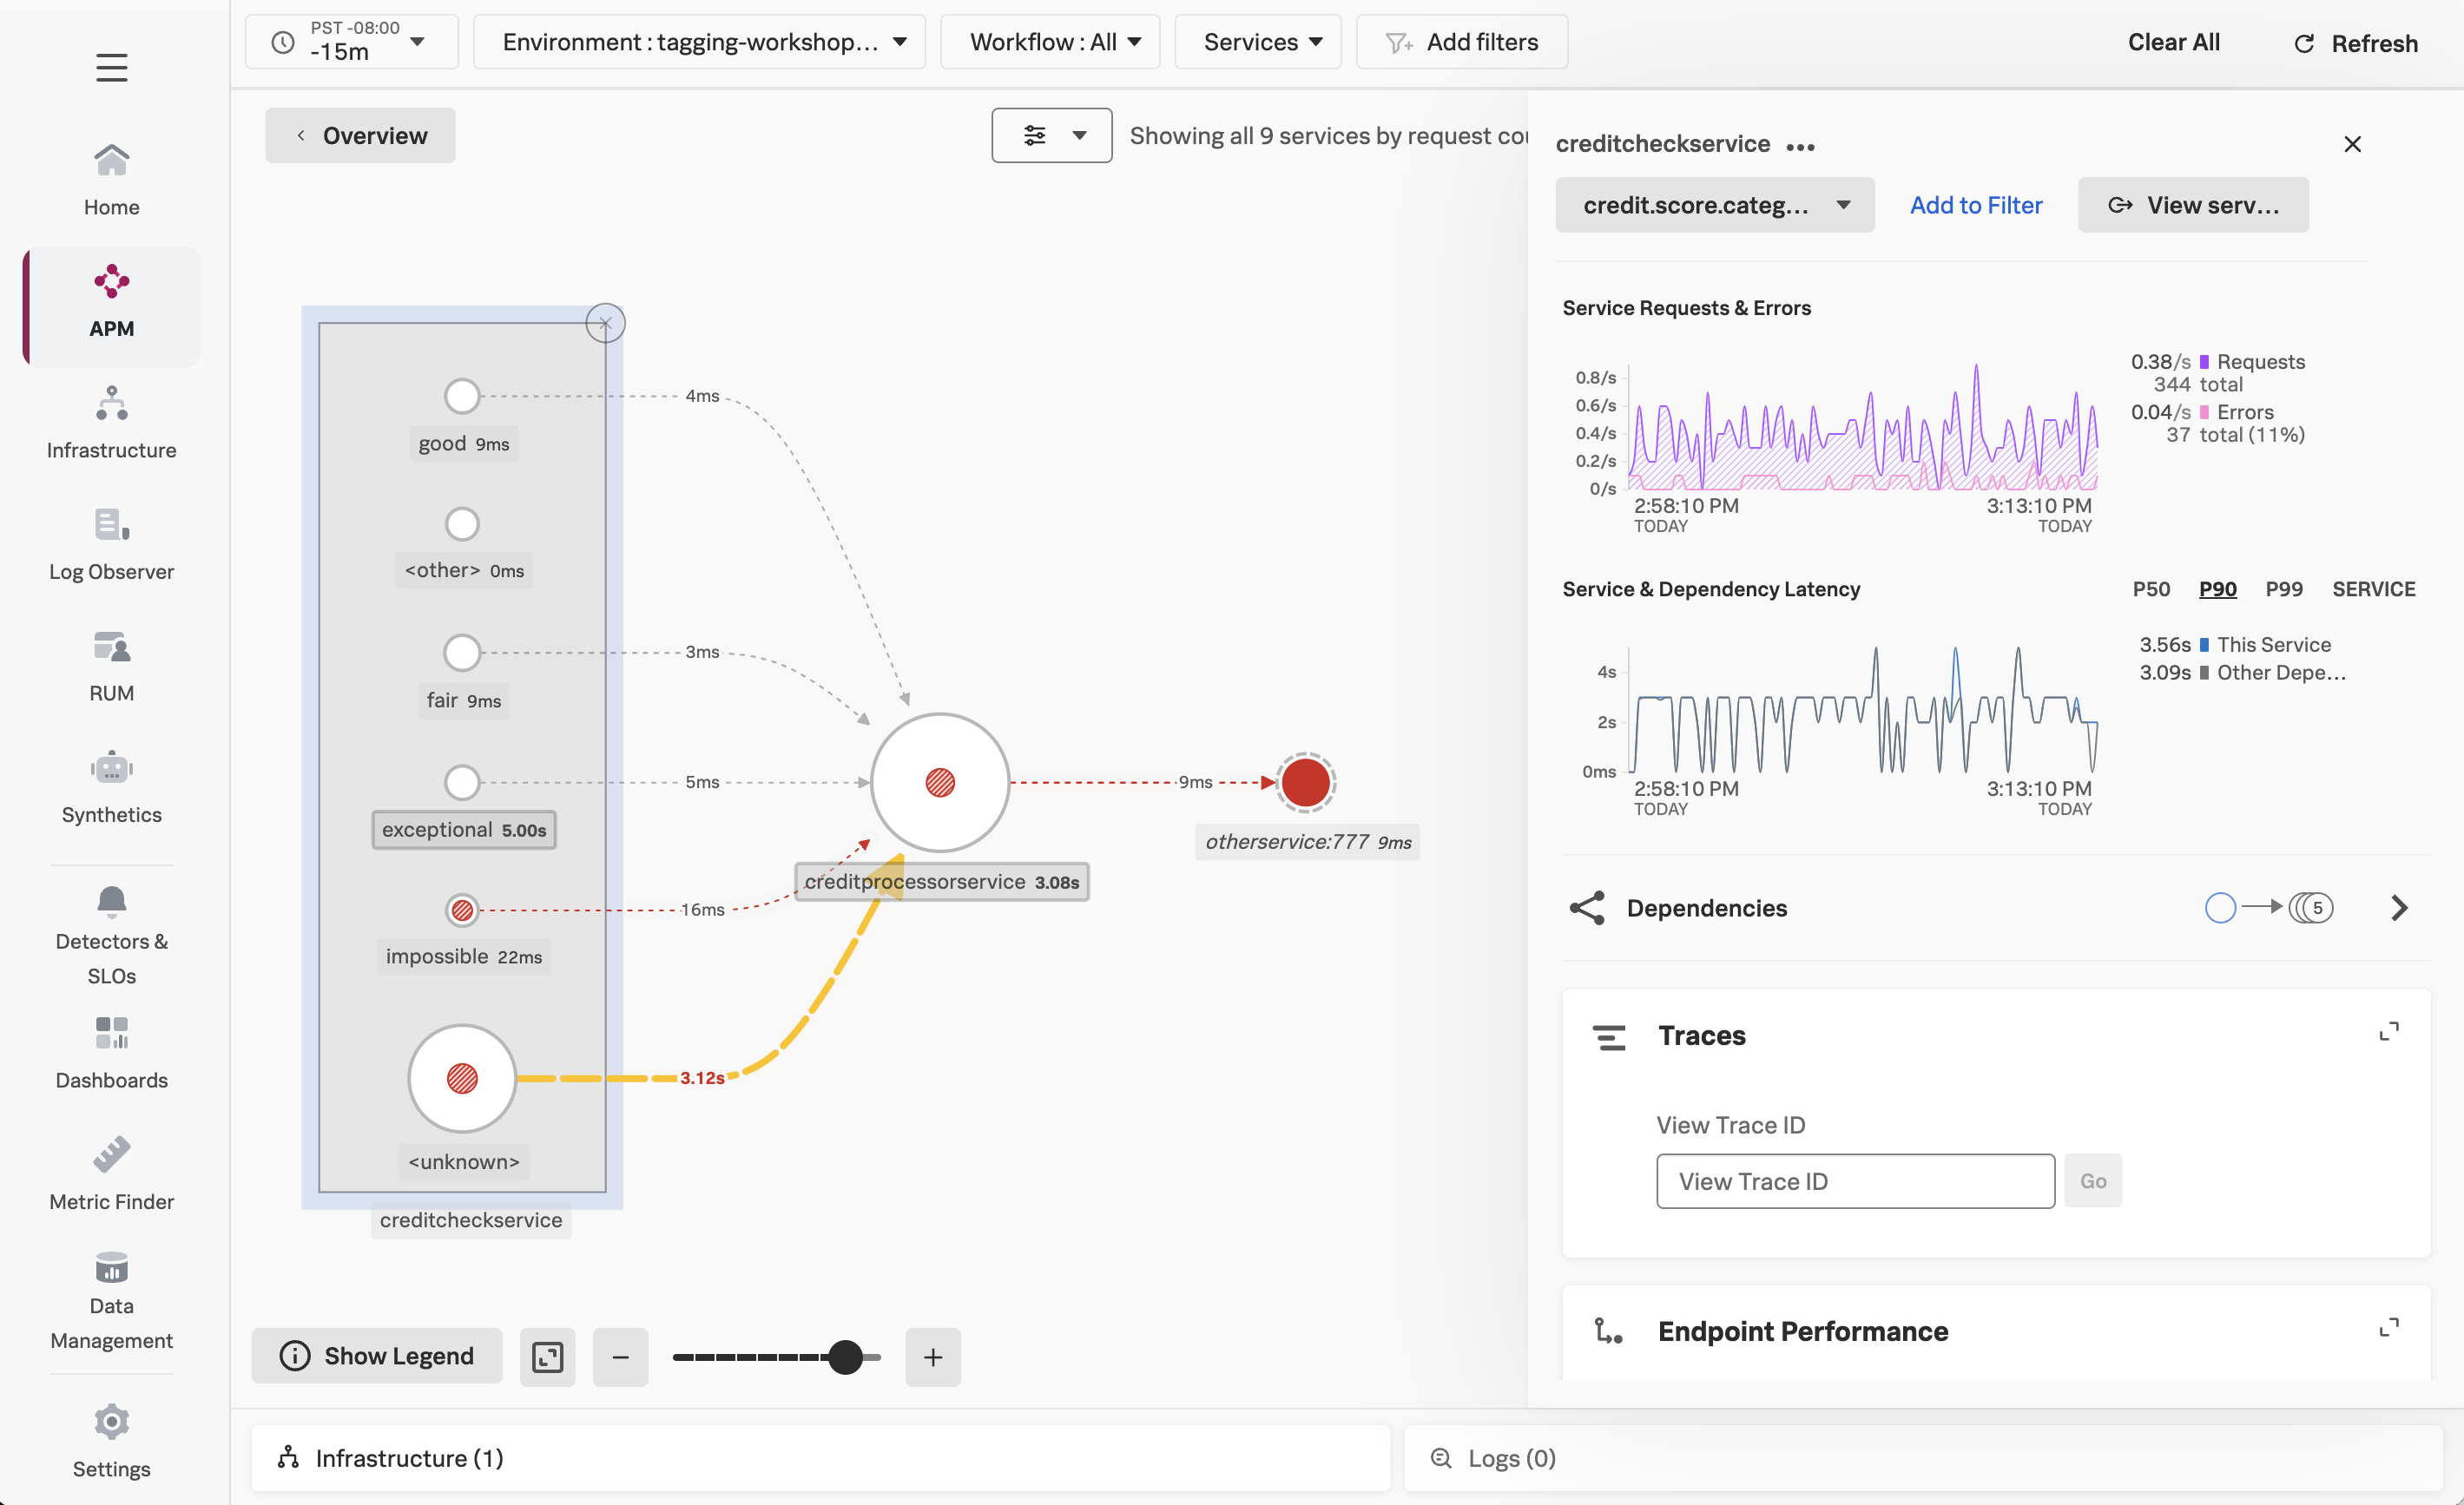 PST -08:00
-15m
Environment : tagging-workshop...
Workflow : All
Services
Add filters
Clear All
Refresh
Home
APM
Infrastructure
Log Observer
RUM
Synthetics
Detectors &
SLOs
Dashboards
Metric Finder
Data
Management
Settings
Overview
Showing all 9 services by request cou
good 9ms
<other> 0ms
fair 9ms
exceptional 5.00s
impossible 22ms
<unknown>
creditcheckservice
4ms
3ms
5ms
16ms
3.12s
creditprocessorservice 3.08s
9ms
otherservice:777 9ms
Show Legend
creditcheckservice
credit.score.categ...
Add to Filter
View serv...
Service Requests & Errors
0.8/s
0.6/s
0.4/s
0.2/s
0/s
2:58:10 PM
TODAY
3:13:10 PM
TODAY
0.38/s Requests
344 total
0.04/s Errors
37 total (11%)
Service & Dependency Latency
P50 P90 P99 SERVICE
4s
2s
0ms
2:58:10 PM
TODAY
3:13:10 PM
TODAY
3.56s This Service
3.09s Other Depe...
Dependencies
5
Traces
View Trace ID
View Trace ID
Go
Endpoint Performance
Infrastructure (1)
Logs (0)